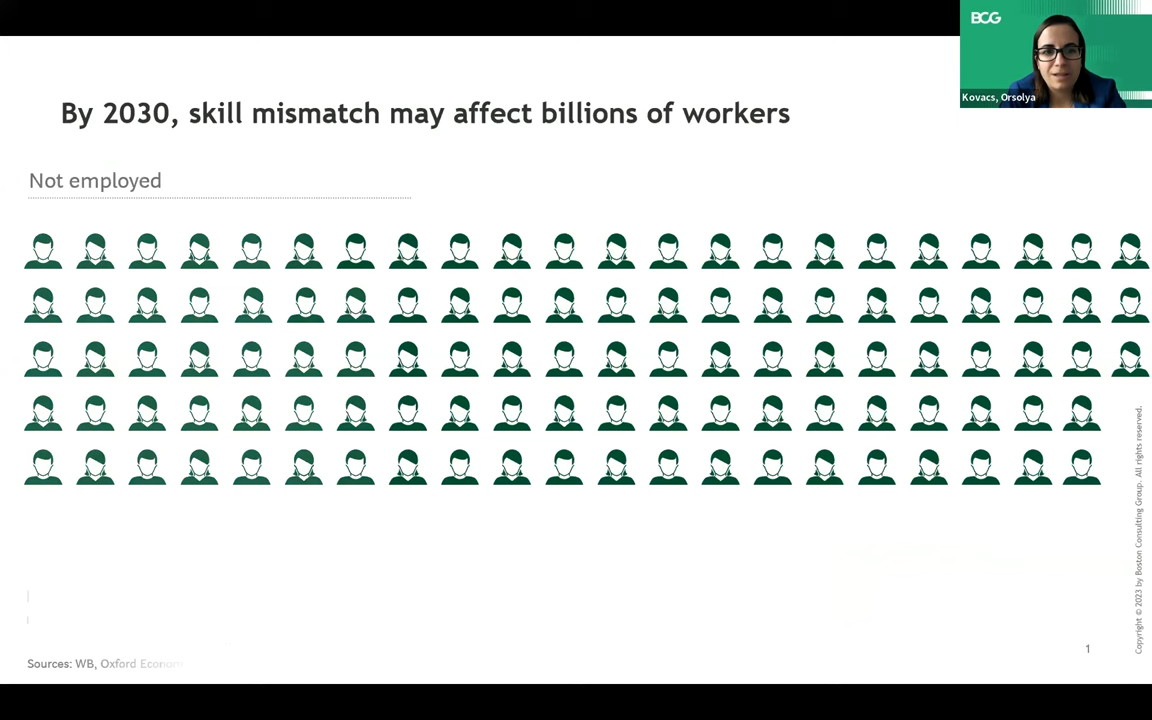 BCG
Kovacs, Orsolya
By 2030, skill mismatch may affect billions of workers
Not employed
Copyright © 2023 by Boston Consulting Group. All rights reserved.
1
Sources: WB, Oxford